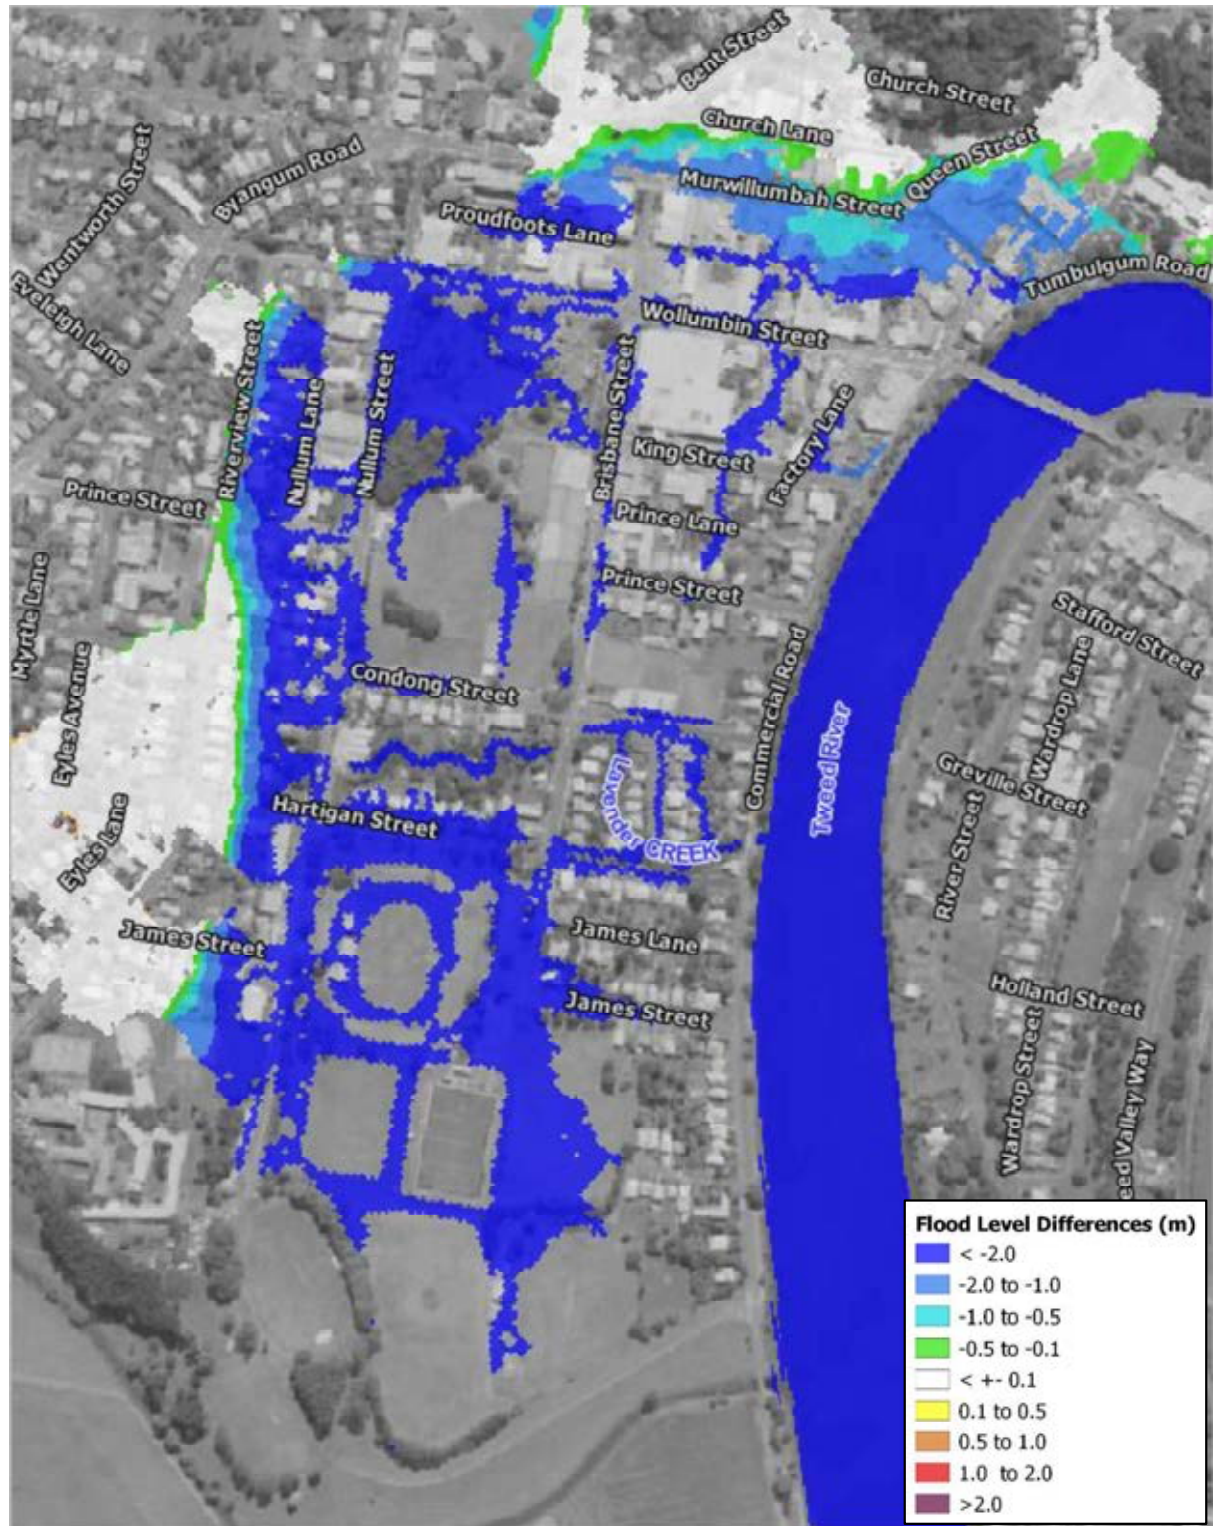 Bent Street
Church Street
Church Lane
Queen Street
Wentworth Street
Byangum Road
Murwillumbah Street
Proudfoots Lane
Tumbulgum Road
Eveleigh Lane
Wollumbin Street
Riverview Street
Nullum Lane
Nullum Street
Brisbane Street
Factory Lane
King Street
Prince Street
Prince Lane
Prince Street
Myrtle Lane
Stafford Street
Wardrop Lane
Eyles Avenue
Condong Street
Commercial Road
Tweed River
Greville Street
Lavender CREEK
Hartigan Street
Eyles Lane
River Street
James Street
James Lane
James Street
Holland Street
Wardrop Street
eed Valley Way
Flood Level Differences (m)
< -2.0
-2.0 to -1.0
-1.0 to -0.5
-0.5 to -0.1
< +- 0.1
0.1 to 0.5
0.5 to 1.0
1.0 to 2.0
>2.0